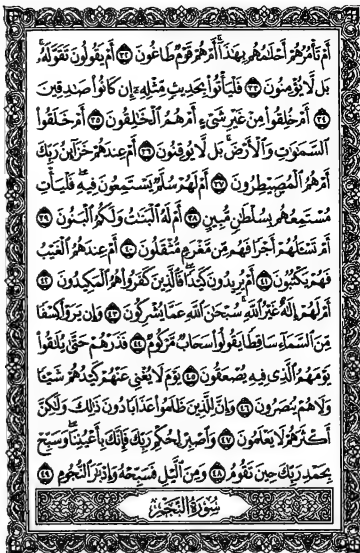 أَمْ تَأْمُرُهُمْ أَحْلَٰمُهُم بِهَٰذَآ ۚ أَمْ هُمْ قَوْمٌ طَاغُونَ ٣٢ أَمْ يَقُولُونَ تَقَوَّلَهُۥ ۚ
بَل لَّا يُؤْمِنُونَ ٣٣ فَلْيَأْتُوا۟ بِحَدِيثٍ مِّثْلِهِۦٓ إِن كَانُوا۟ صَٰدِقِينَ
٣٤ أَمْ خُلِقُوا۟ مِنْ غَيْرِ شَىْءٍ أَمْ هُمُ ٱلْخَٰلِقُونَ ٣٥ أَمْ خَلَقُوا۟
ٱلسَّمَٰوَٰتِ وَٱلْأَرْضَ ۚ بَل لَّا يُوقِنُونَ ٣٦ أَمْ عِندَهُمْ خَزَآئِنُ رَبِّكَ
أَمْ هُمُ ٱلْمُصَۣيْطِرُونَ ٣٧ أَمْ لَهُمْ سُلَّمٌ يَسْتَمِعُونَ فِيهِ ۖ فَلْيَأْتِ
مُسْتَمِعُهُم بِسُلْطَٰنٍ مُّبِينٍ ٣٨ أَمْ لَهُ ٱلْبَنَٰتُ وَلَكُمُ ٱلْبَنُونَ ٣٩
أَمْ تَسْـَٔلُهُمْ أَجْرًا فَهُم مِّن مَّغْرَمٍ مُّثْقَلُونَ ٤٠ أَمْ عِندَهُمُ ٱلْغَيْبُ
فَهُمْ يَكْتُبُونَ ٤١ أَمْ يُرِيدُونَ كَيْدًا ۖ فَٱلَّذِينَ كَفَرُوا۟ هُمُ ٱلْمَكِيدُونَ ٤٢
أَمْ لَهُمْ إِلَٰهٌ غَيْرُ ٱللَّهِ ۚ سُبْحَٰنَ ٱللَّهِ عَمَّا يُشْرِكُونَ ٤٣ وَإِن يَرَوْا۟ كِسْفًا
مِّنَ ٱلسَّمَآءِ سَاقِطًا يَقُولُوا۟ سَحَابٌ مَّرْكُومٌ ٤٤ فَذَرْهُمْ حَتَّىٰ يُلَٰقُوا۟
يَوْمَهُمُ ٱلَّذِى فِيهِ يُصْعَقُونَ ٤٥ يَوْمَ لَا يُغْنِى عَنْهُمْ كَيْدُهُمْ شَيْـًٔا
وَلَا هُمْ يُنصَرُونَ ٤٦ وَإِنَّ لِلَّذِينَ ظَلَمُوا۟ عَذَابًا دُونَ ذَٰلِكَ وَلَٰكِنَّ
أَكْثَرَهُمْ لَا يَعْلَمُونَ ٤٧ وَٱصْبِرْ لِحُكْمِ رَبِّكَ فَإِنَّكَ بِأَعْيُنِنَا ۖ وَسَبِّحْ
بِحَمْدِ رَبِّكَ حِينَ تَقُومُ ٤٨ وَمِنَ ٱلَّيْلِ فَسَبِّحْهُ وَإِدْبَٰرَ ٱلنُّجُومِ ٤٩
سُورَةُ النَّجْمِ